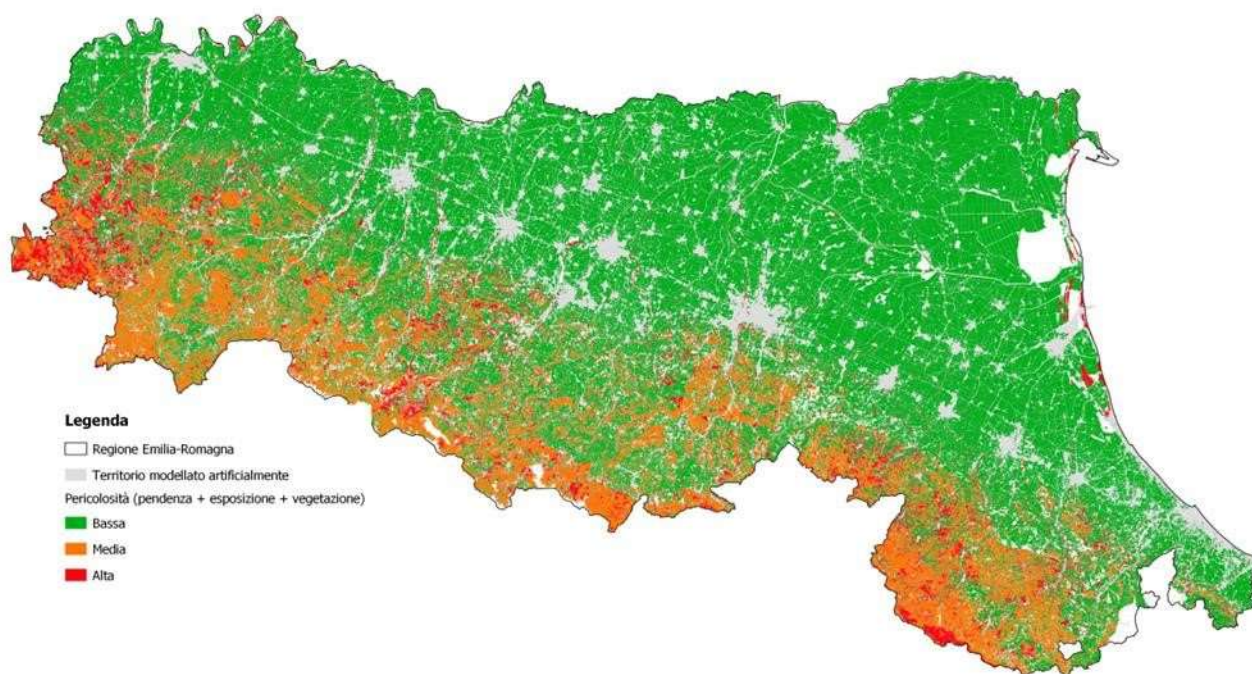 Legenda
Regione Emilia-Romagna
Territorio modellato artificialmente
Pericolosità (pendenza + esposizione + vegetazione)
Bassa
Media
Alta